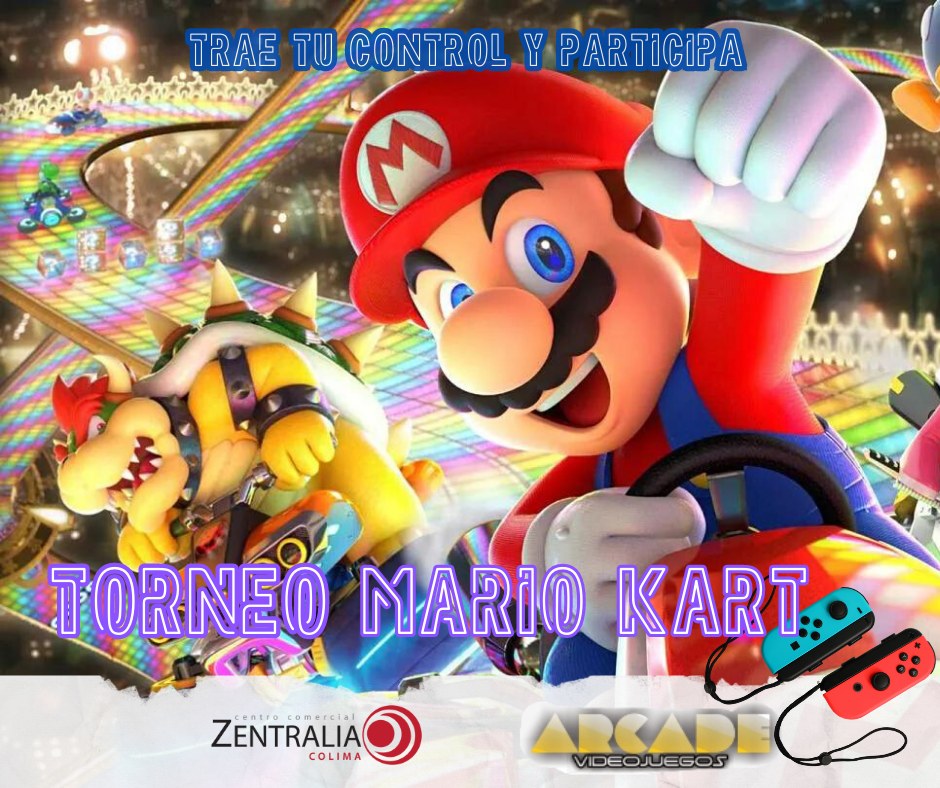 TRAE TU CONTROL Y PARTICIPA
M
TORNEO MARIO KART
centro comercial
ZENTRALIA
COLIMA
ARCADE
VIDEOJUEGOS